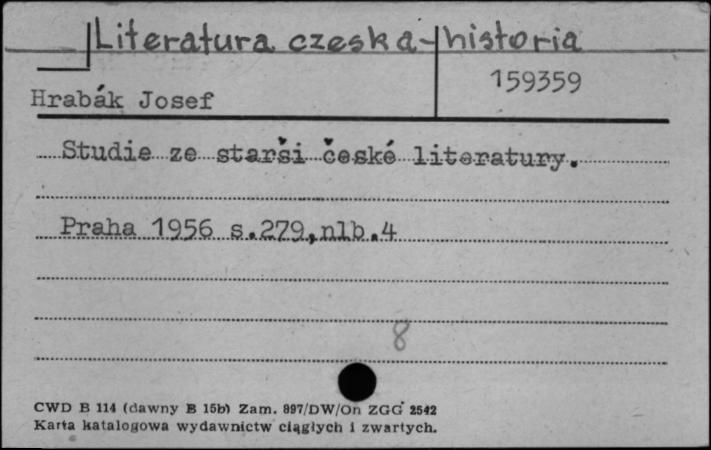 Literatura czeska - historia
159359
Hrabák Josef
Studie ze starši české literatury.
Praha 1956 s.279,nlb.4
8
CWD B 114 (dawny B 15b) Zam. 897/DW/On ZGG 2542
Karta katalogowa wydawnictw ciągłych i zwartych.